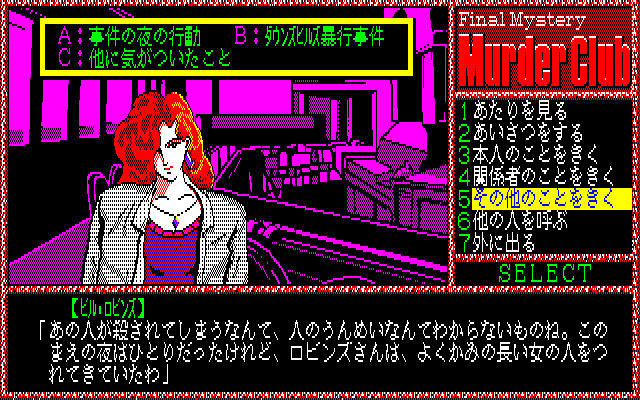 A：事件の夜の行動　B：ﾀﾞｳﾝｽﾞﾋﾙｽﾞ暴行事件
C：他に気がついたこと
Final Mystery
Murder Club
1 あたりを見る
2 あいさつをする
3 本人のことをきく
4 関係者のことをきく
5 その他のことをきく
6 他の人を呼ぶ
7 外に出る
SELECT
【ﾋﾞﾙ・ﾛﾋﾞﾝｽﾞ】
「あの人が殺されてしまうなんて、人のうんめいなんてわからないものね。この
まえの夜はひとりだったけれど、ロビンズさんは、よくかみの長い女の人をつ
れてきていたわ」